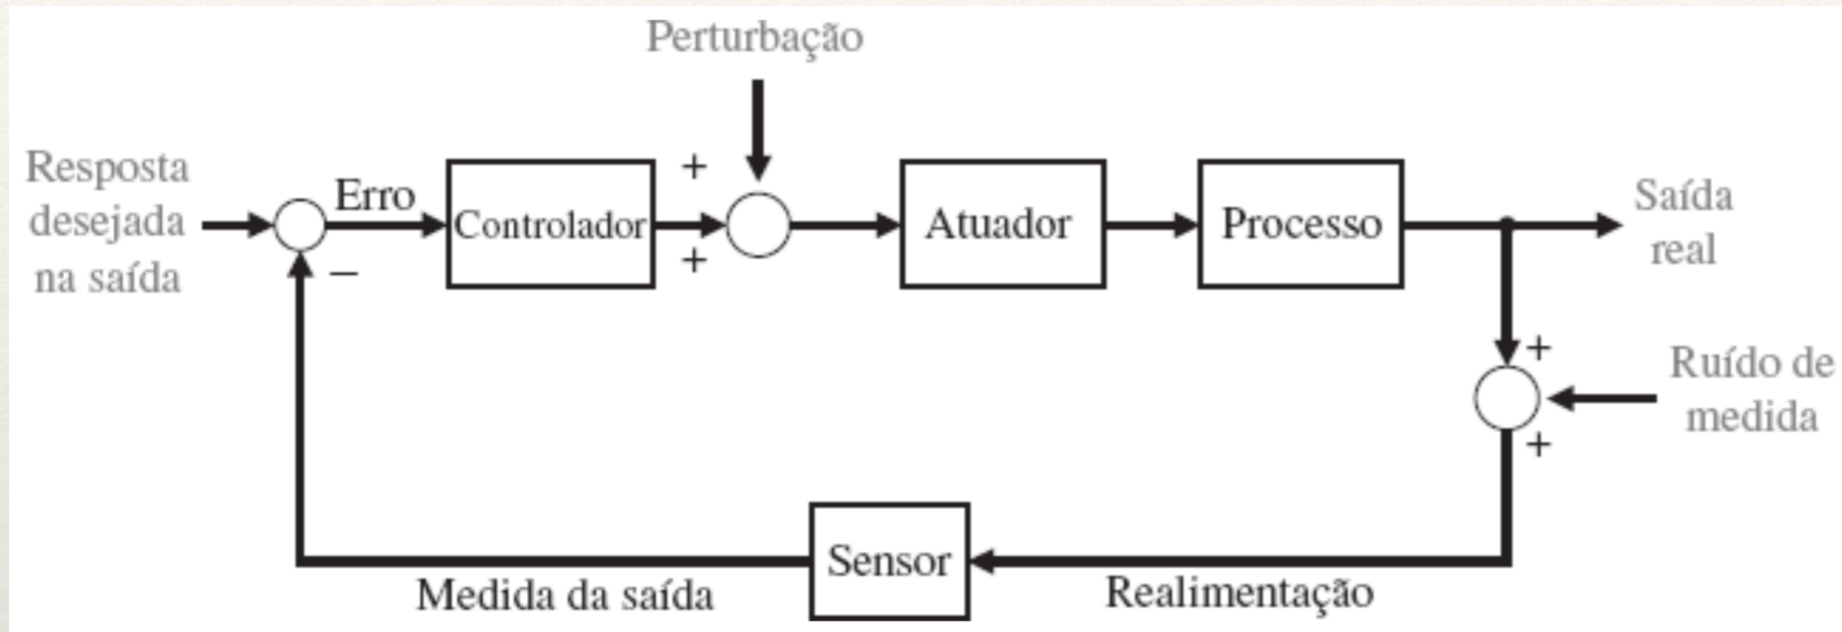 Perturbação
Resposta
desejada
na saída
Erro
−
Controlador
+
+
Atuador
Processo
Saída
real
+
Ruído de
medida
+
Sensor
Medida da saída
Realimentação